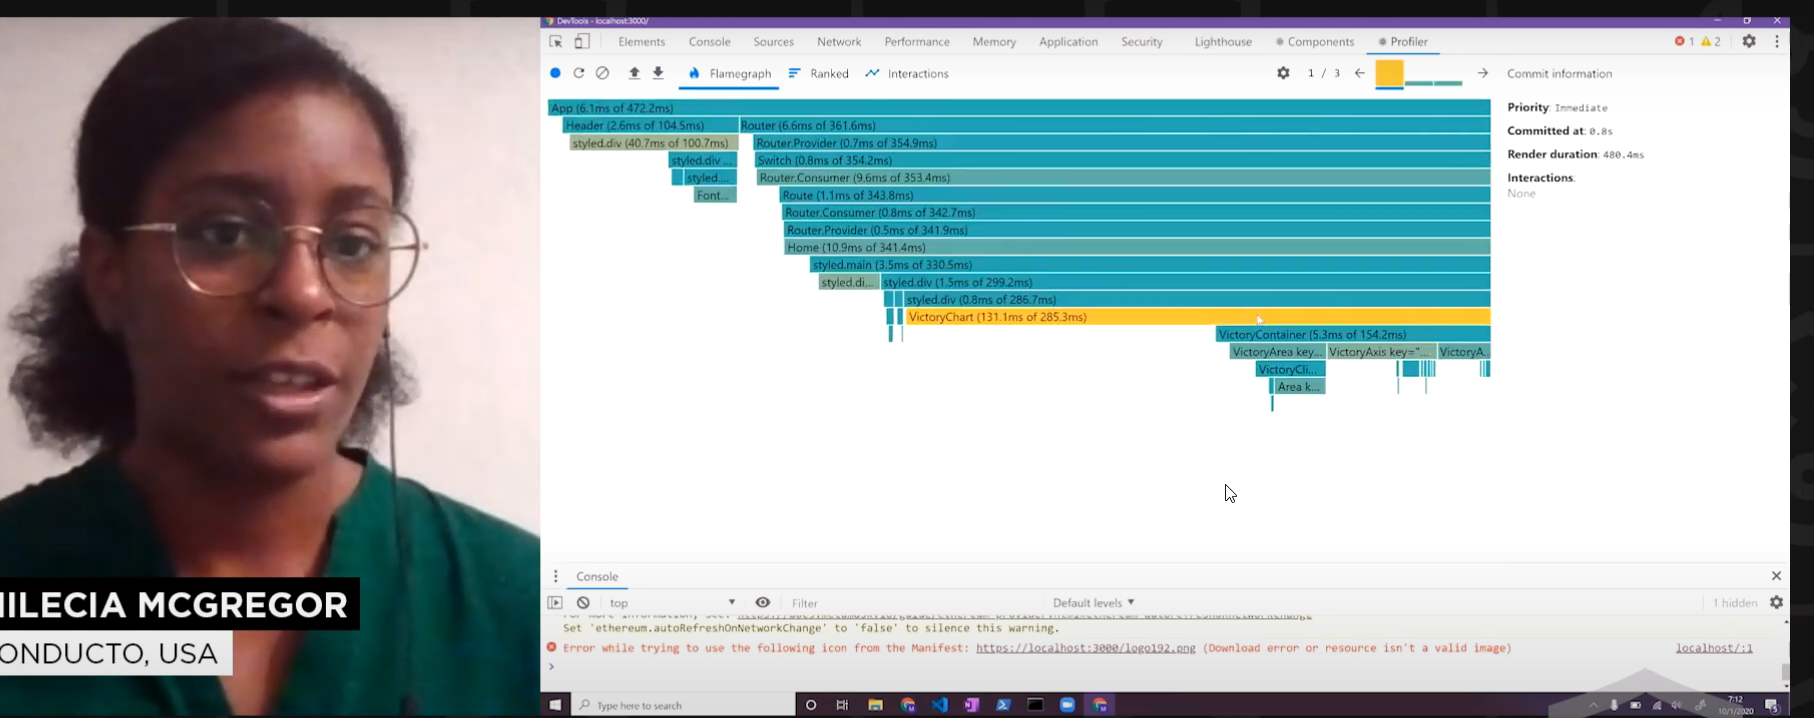 DevTools - localhost:3000/
Elements Console Sources Network Performance Memory Application Security Lighthouse Components Profiler 1 2
Flamegraph Ranked Interactions 1 / 3 Commit information
App (6.1ms of 472.2ms)
Header (2.6ms of 104.5ms) Router (6.6ms of 361.6ms)
styled.div (40.7ms of 100.7ms) Router.Provider (0.7ms of 354.9ms)
styled.div ... Switch (0.8ms of 354.2ms)
styled.... Router.Consumer (9.6ms of 353.4ms)
Font... Route (1.1ms of 343.8ms)
Router.Consumer (0.8ms of 342.7ms)
Router.Provider (0.5ms of 341.9ms)
Home (10.9ms of 341.4ms)
styled.main (3.5ms of 330.5ms)
styled.di... styled.div (1.5ms of 299.2ms)
styled.div (0.8ms of 286.7ms)
VictoryChart (131.1ms of 285.3ms)
VictoryContainer (5.3ms of 154.2ms)
VictoryArea key... VictoryAxis key="... VictoryA...
VictoryCli...
Area k...
Priority: Immediate
Committed at: 0.8s
Render duration: 480.4ms
Interactions:
None
Console
top Filter Default levels 1 hidden
Set 'ethereum.autoRefreshOnNetworkChange' to 'false' to silence this warning.
Error while trying to use the following icon from the Manifest: https://localhost:3000/logo192.png (Download error or resource isn't a valid image) localhost/:1
Type here to search
7:12
10/1/2020
MILECIA MCGREGOR
CONDUCTO, USA